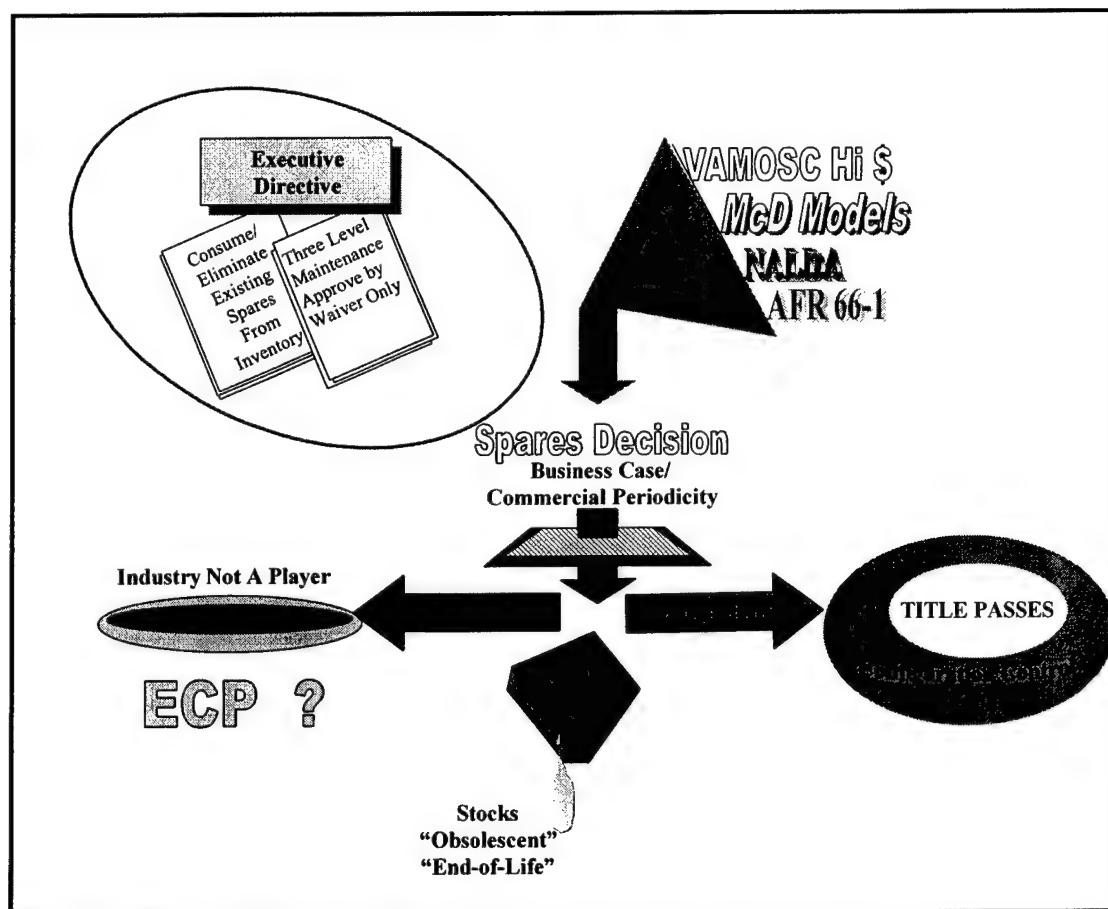 Executive
Directive
Consume/
Eliminate
Existing
Spares
From
Inventory
Three Level
Maintenance
Approve by
Waiver Only
VAMOSC Hi $
McD Models
NALDA
AFR 66-1
Spares Decision
Business Case/
Commercial Periodicity
Industry Not A Player
TITLE PASSES
ECP ?
Stocks
“Obsolescent”
“End-of-Life”